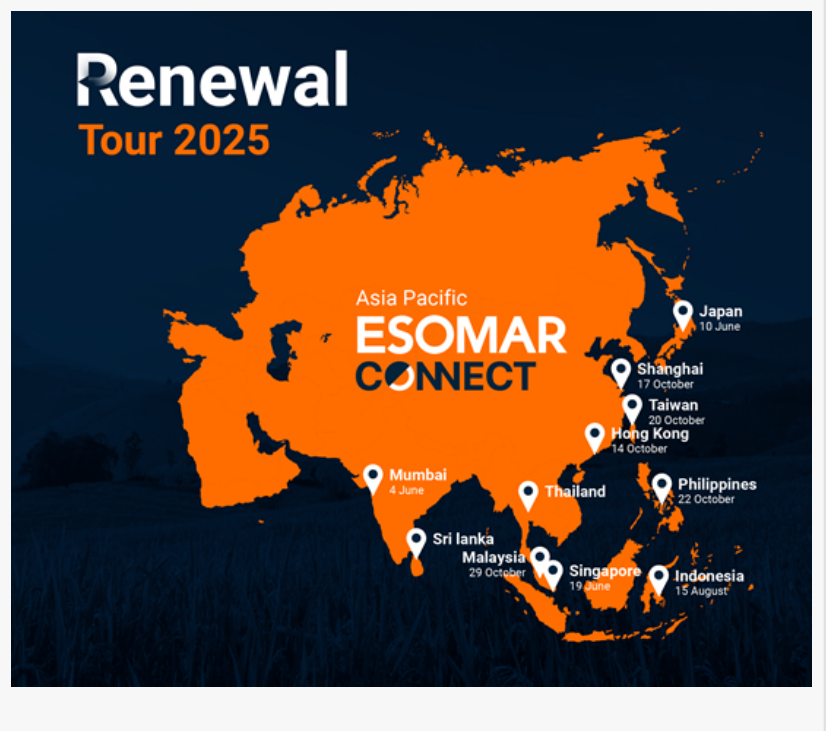 Renewal
Tour 2025
Asia Pacific
ESOMAR
CONNECT
Japan
10 June
Shanghai
17 October
Taiwan
20 October
Hong Kong
14 October
Mumbai
4 June
Thailand
Philippines
22 October
Sri lanka
Malaysia
29 October
Singapore
19 June
Indonesia
15 August